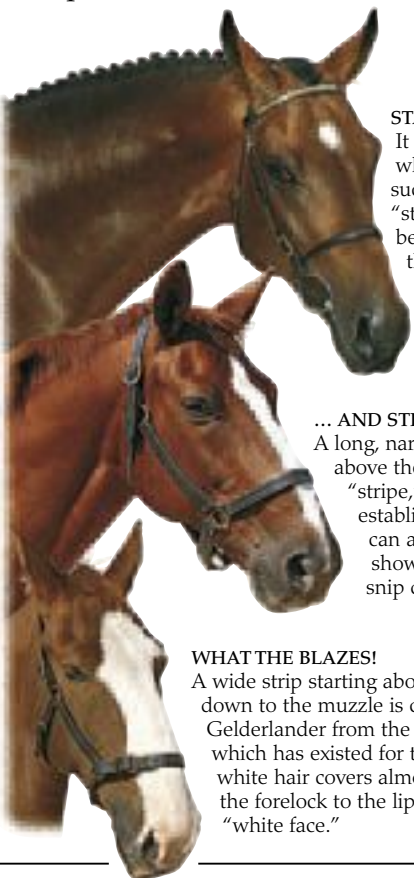 STA
It
wh
suc
“st
be
th
... AND STR
A long, nar
above the
“stripe,
establi
can a
show
snip o
WHAT THE BLAZES!
A wide strip starting abo
down to the muzzle is c
Gelderlander from the
which has existed for t
white hair covers almo
the forelock to the lip
“white face.”